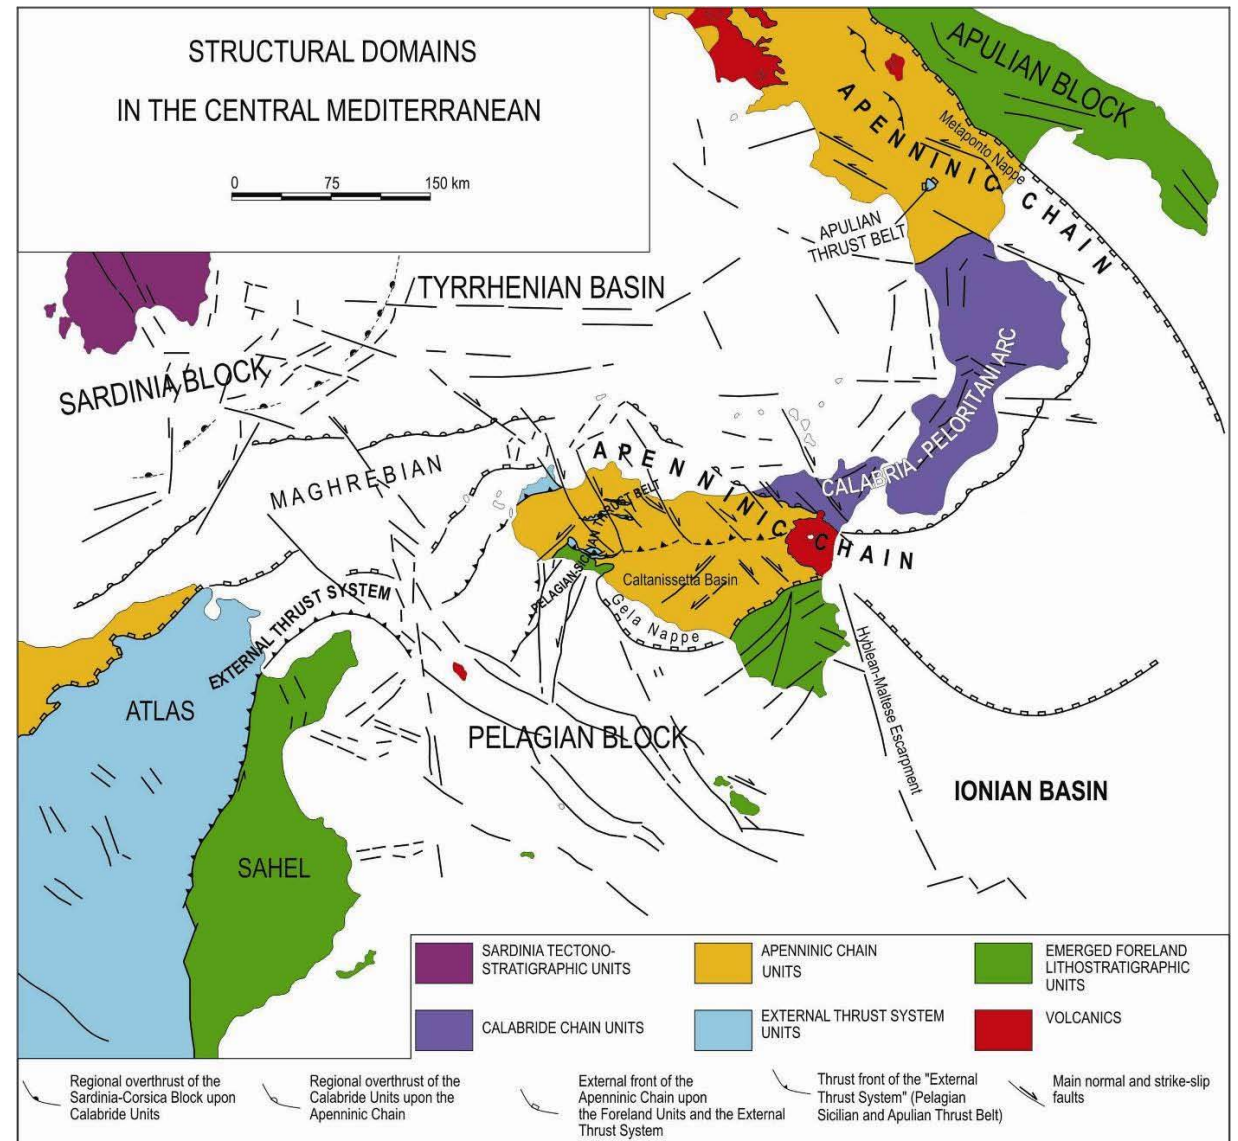 STRUCTURAL DOMAINS
IN THE CENTRAL MEDITERRANEAN
0 75 150 km
APULIAN BLOCK
APENNINIC CHAIN
Metaponto Nappe
APULIAN
THRUST BELT
TYRRHENIAN BASIN
SARDINIA BLOCK
CALABRIA - PELORITANI ARC
MAGHREBIAN
APENNINIC CHAIN
PELAGIAN-SICILIAN THRUST BELT
Caltanissetta Basin
Gela Nappe
EXTERNAL THRUST SYSTEM
Hyblean-Maltese Escarpment
ATLAS
PELAGIAN BLOCK
IONIAN BASIN
SAHEL
SARDINIA TECTONO-
STRATIGRAPHIC UNITS
APENNINIC CHAIN
UNITS
EMERGED FORELAND
LITHOSTRATIGRAPHIC
UNITS
CALABRIDE CHAIN UNITS
EXTERNAL THRUST SYSTEM
UNITS
VOLCANICS
Regional overthrust of the
Sardinia-Corsica Block upon
Calabride Units
Regional overthrust of the
Calabride Units upon the
Apenninic Chain
External front of the
Apenninic Chain upon
the Foreland Units and the External
Thrust System
Thrust front of the "External
Thrust System" (Pelagian
Sicilian and Apulian Thrust Belt)
Main normal and strike-slip
faults